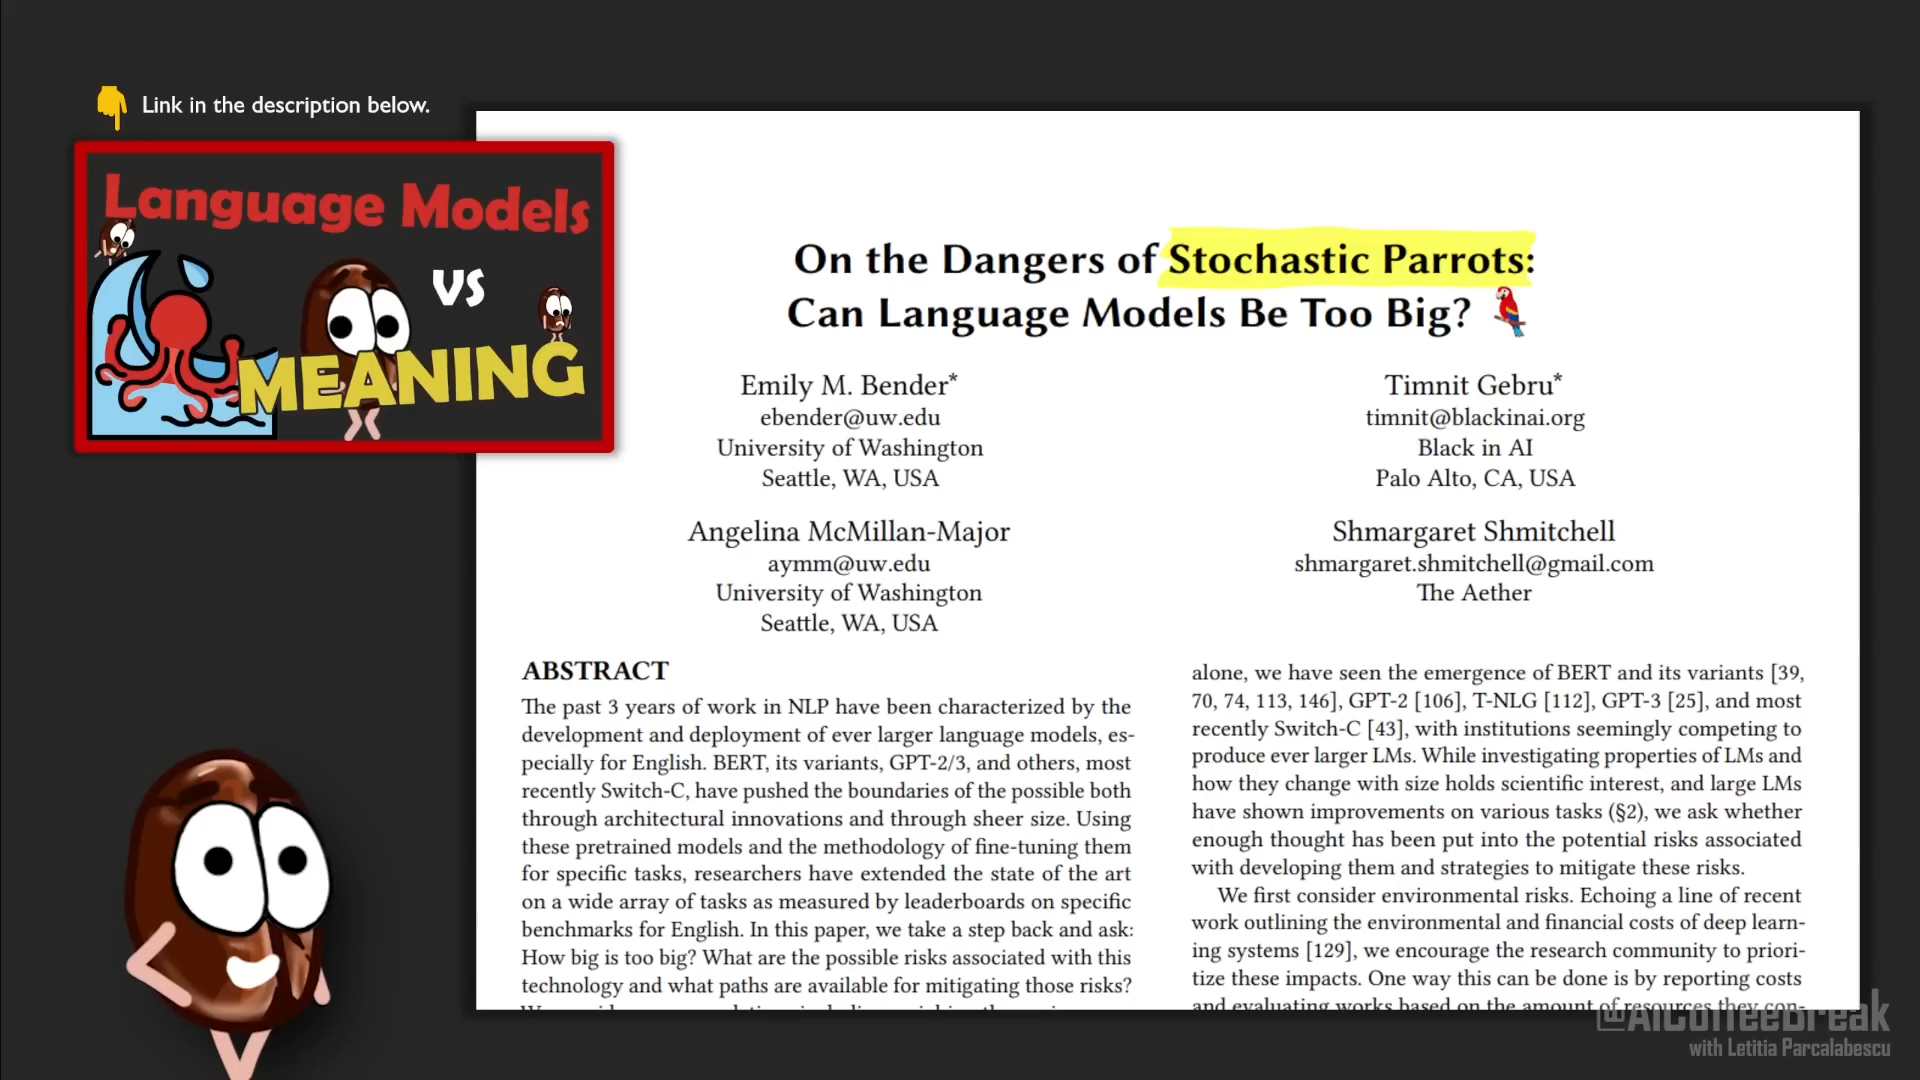 Link in the description below.
Language Models
VS
MEANING
On the Dangers of Stochastic Parrots:
Can Language Models Be Too Big? 🦜
Emily M. Bender*
ebender@uw.edu
University of Washington
Seattle, WA, USA
Timnit Gebru*
timnit@blackinai.org
Black in AI
Palo Alto, CA, USA
Angelina McMillan-Major
aymm@uw.edu
University of Washington
Seattle, WA, USA
Shmargaret Shmitchell
shmargaret.shmitchell@gmail.com
The Aether
ABSTRACT
The past 3 years of work in NLP have been characterized by the
development and deployment of ever larger language models, es-
pecially for English. BERT, its variants, GPT-2/3, and others, most
recently Switch-C, have pushed the boundaries of the possible both
through architectural innovations and through sheer size. Using
these pretrained models and the methodology of fine-tuning them
for specific tasks, researchers have extended the state of the art
on a wide array of tasks as measured by leaderboards on specific
benchmarks for English. In this paper, we take a step back and ask:
How big is too big? What are the possible risks associated with this
technology and what paths are available for mitigating those risks?
alone, we have seen the emergence of BERT and its variants [39,
70, 74, 113, 146], GPT-2 [106], T-NLG [112], GPT-3 [25], and most
recently Switch-C [43], with institutions seemingly competing to
produce ever larger LMs. While investigating properties of LMs and
how they change with size holds scientific interest, and large LMs
have shown improvements on various tasks (§2), we ask whether
enough thought has been put into the potential risks associated
with developing them and strategies to mitigate these risks.
We first consider environmental risks. Echoing a line of recent
work outlining the environmental and financial costs of deep learn-
ing systems [129], we encourage the research community to priori-
tize these impacts. One way this can be done is by reporting costs
and evaluating works based on the amount of resources they con-
@AICoffeeBreak
with Letitia Parcalabescu